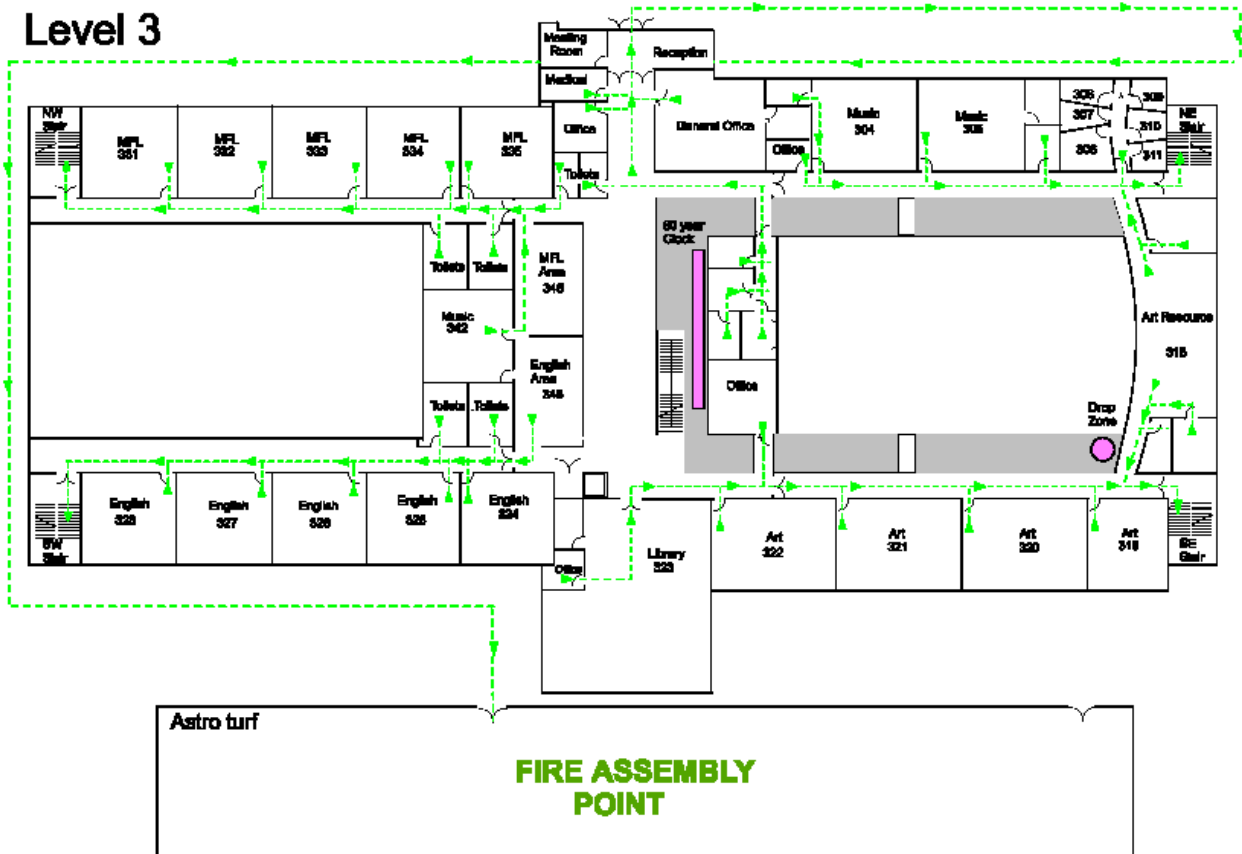 Level 3
Meeting
Room
Reception
Medical
NW
Stair
MFL
331
MFL
332
MFL
333
MFL
334
MFL
335
Office
Toilets
General Office
Office
Music
304
Music
305
308
307
306
309
310
311
NE
Stair
60 year
Clock
Toilets
Toilets
MFL
Area
346
Music
342
English
Area
345
Toilets
Toilets
Office
Art Resource
315
Drop
Zone
SW
Stair
English
328
English
327
English
326
English
325
English
324
Office
Library
323
Art
322
Art
321
Art
320
Art
SE
Stair
Astro turf
FIRE ASSEMBLY
POINT